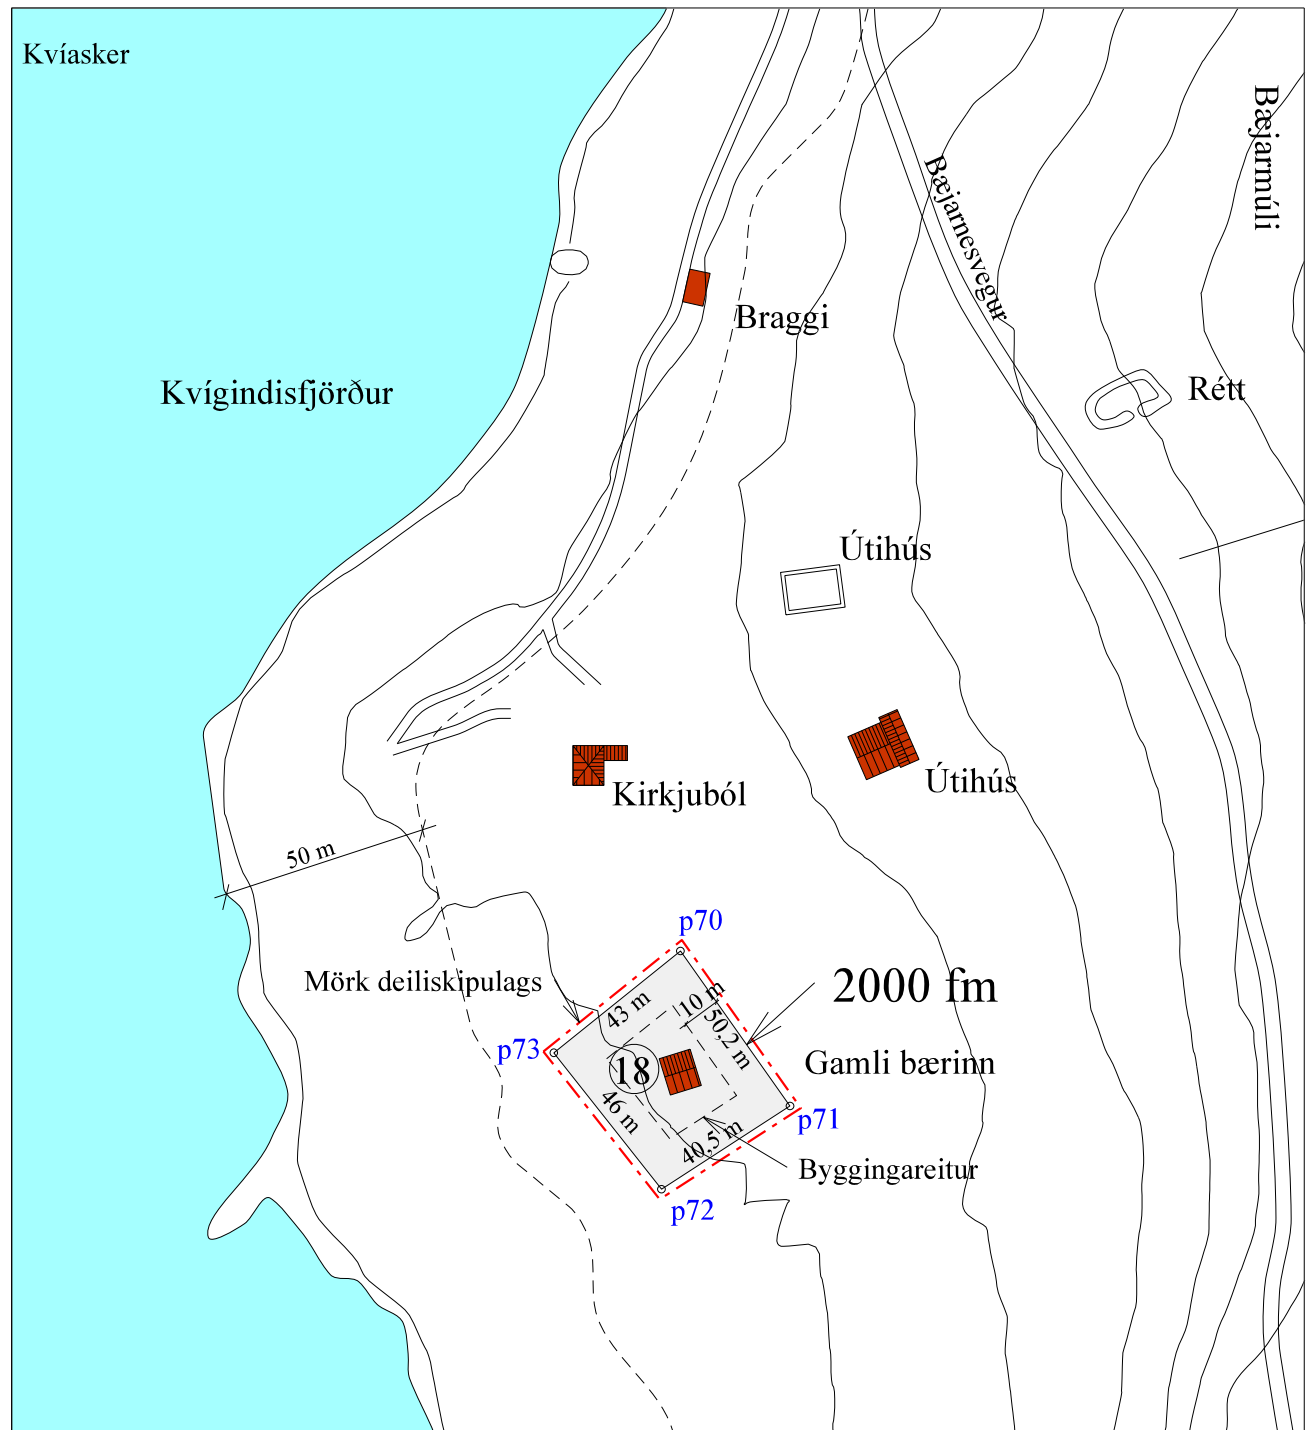 Kvíasker
Bæjarmúli
Bæjarnesvegur
Braggi
Kvígindisfjörður
Rétt
Útihús
Útihús
Kirkjuból
50 m
p70
Mörk deiliskipulags
2000 fm
43 m
10 m
50,2 m
p73
18
Gamli bærinn
46 m
p71
40,5 m
Byggingareitur
p72